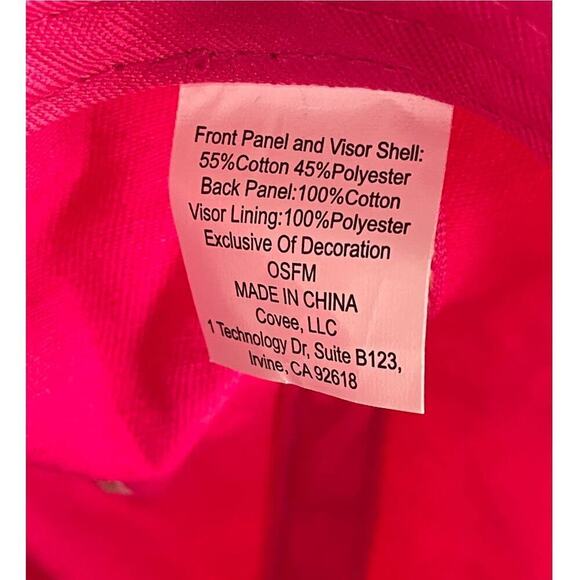 Front Panel and Visor Shell:
55%Cotton 45%Polyester
Back Panel:100%Cotton
Visor Lining:100%Polyester
Exclusive Of Decoration
OSFM
MADE IN CHINA
Covee, LLC
1 Technology Dr, Suite B123,
Irvine, CA 92618